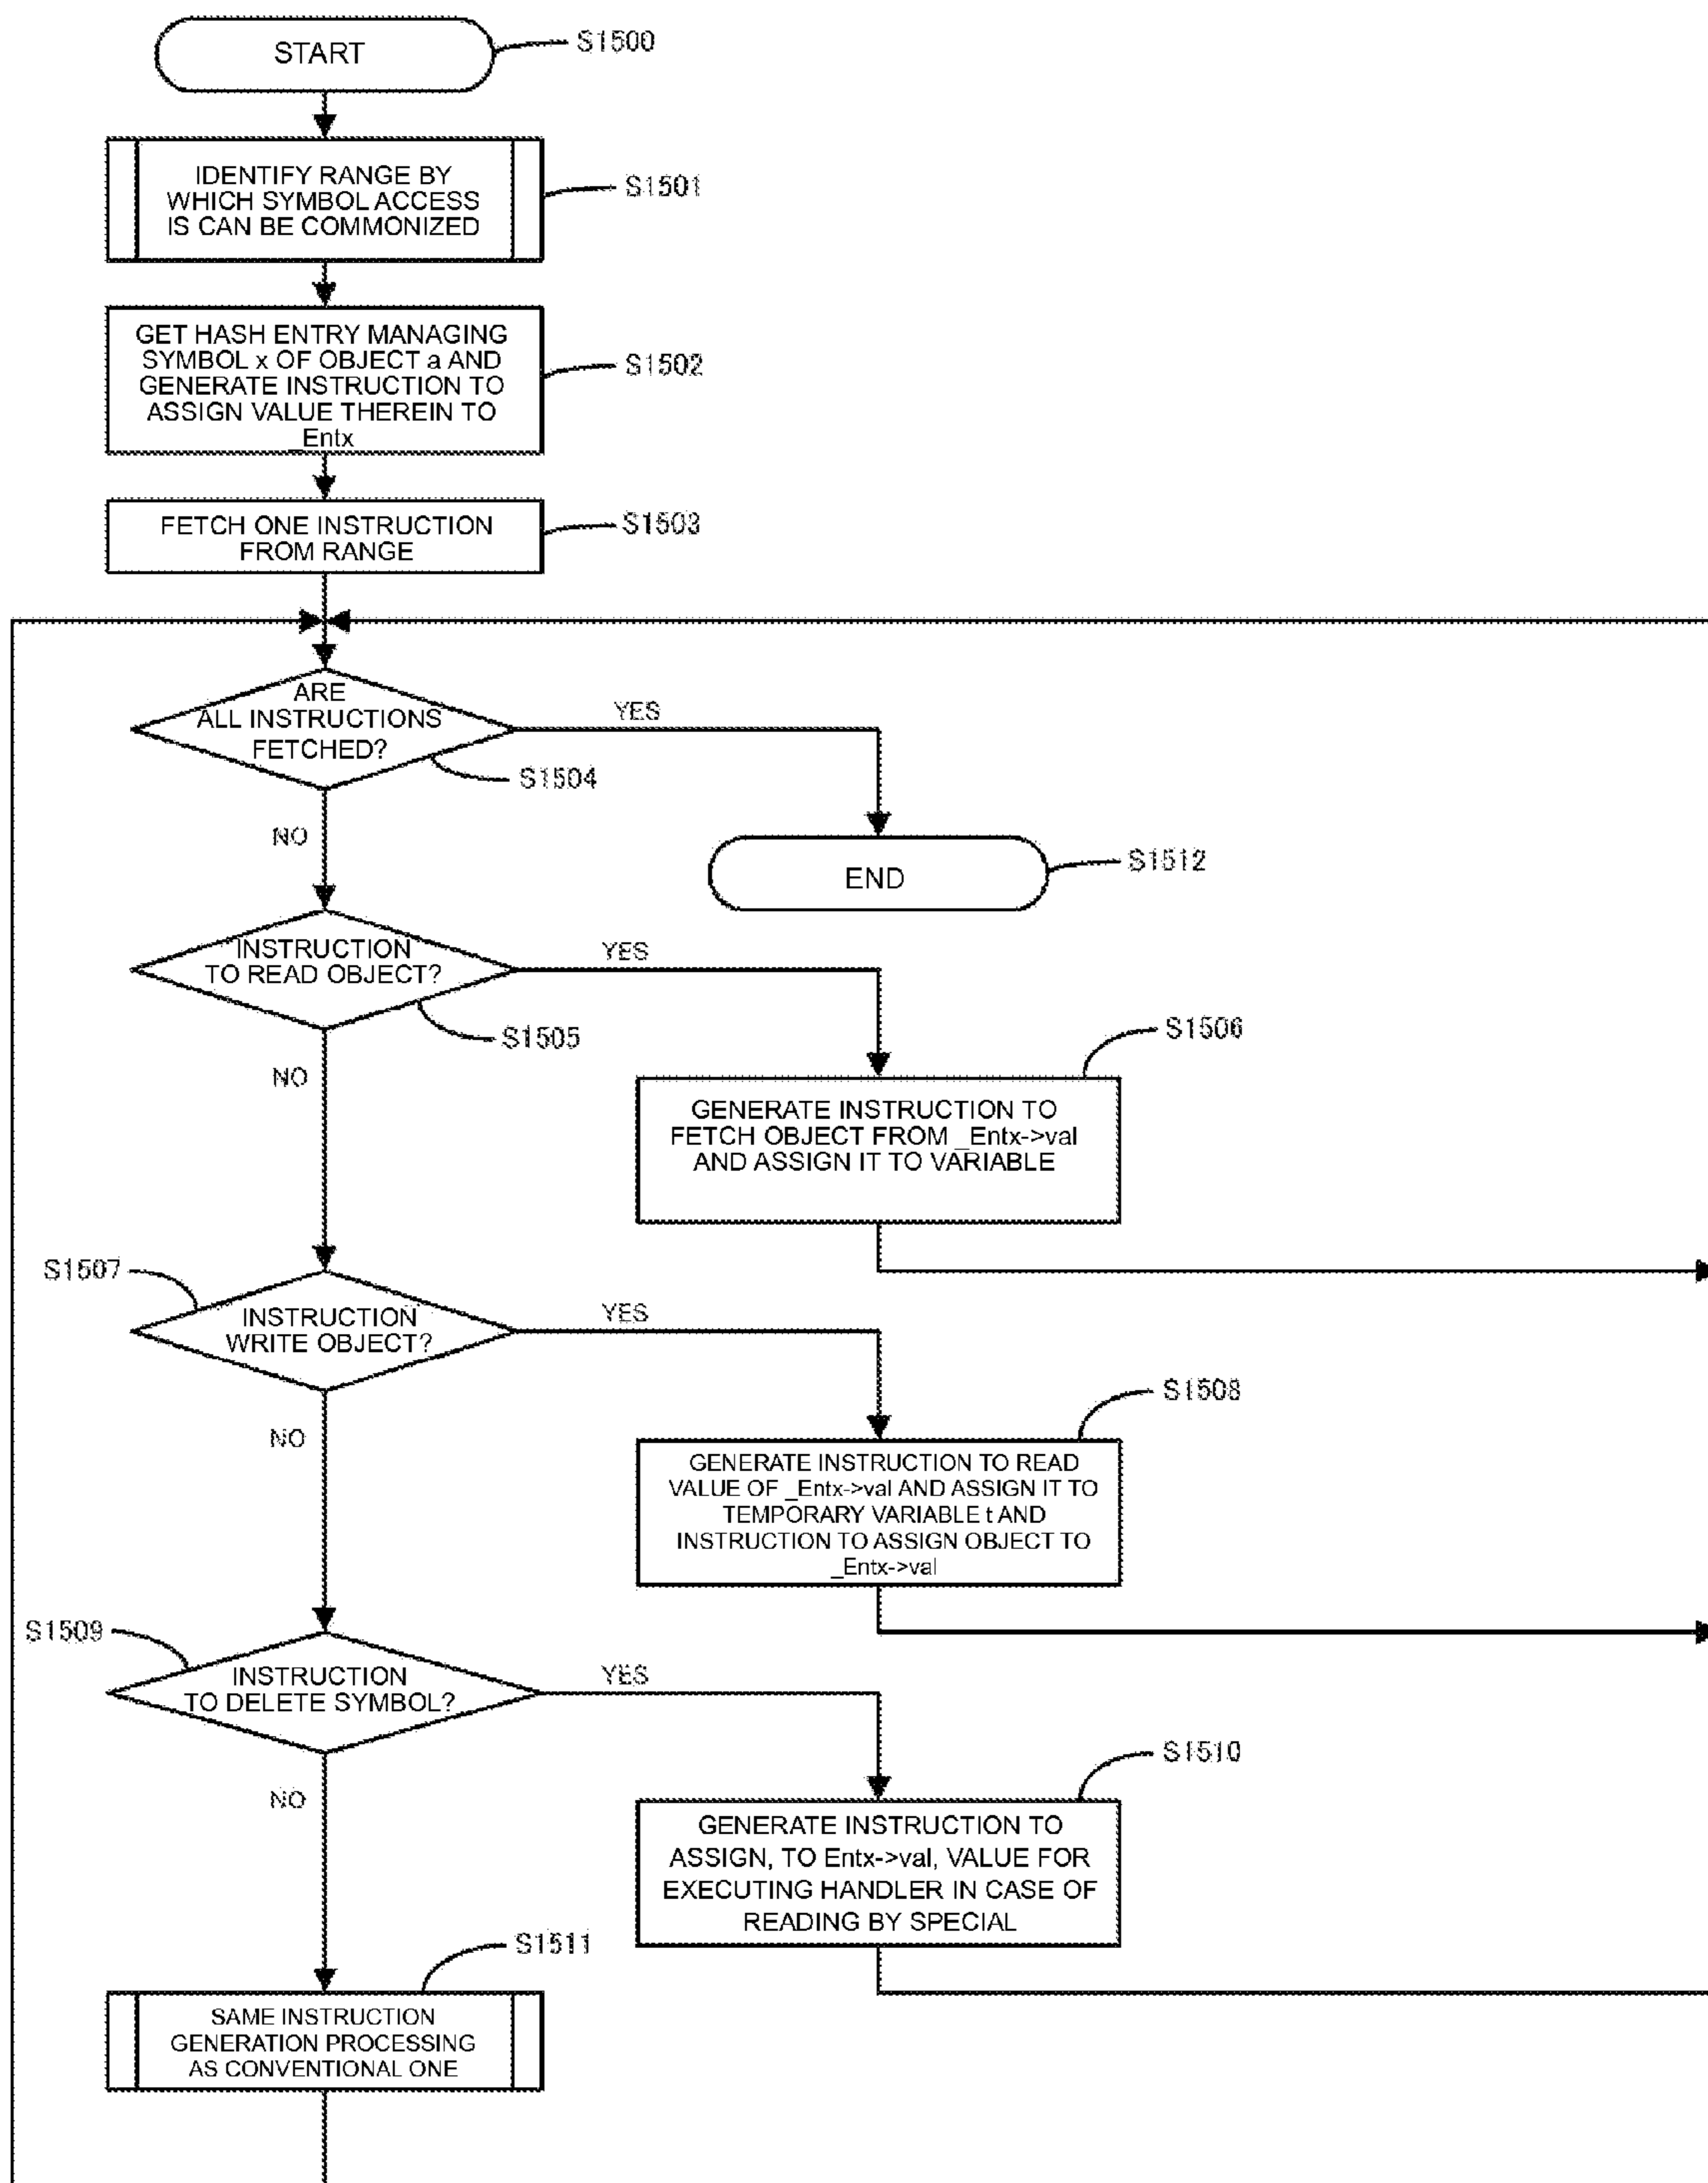 START
S1500
IDENTIFY RANGE BY
WHICH SYMBOL ACCESS
IS CAN BE COMMONIZED
S1501
GET HASH ENTRY MANAGING
SYMBOL x OF OBJECT a AND
GENERATE INSTRUCTION TO
ASSIGN VALUE THEREIN TO
_Entx
S1502
FETCH ONE INSTRUCTION
FROM RANGE
S1503
ARE
ALL INSTRUCTIONS
FETCHED?
YES
S1504
NO
END
S1512
INSTRUCTION
TO READ OBJECT?
YES
S1505
NO
S1506
GENERATE INSTRUCTION TO
FETCH OBJECT FROM _Entx->val
AND ASSIGN IT TO VARIABLE
S1507
INSTRUCTION
WRITE OBJECT?
YES
NO
S1508
GENERATE INSTRUCTION TO READ
VALUE OF _Entx->val AND ASSIGN IT TO
TEMPORARY VARIABLE t AND
INSTRUCTION TO ASSIGN OBJECT TO
_Entx->val
S1509
INSTRUCTION
TO DELETE SYMBOL?
YES
NO
S1510
GENERATE INSTRUCTION TO
ASSIGN, TO Entx->val, VALUE FOR
EXECUTING HANDLER IN CASE OF
READING BY SPECIAL
S1511
SAME INSTRUCTION
GENERATION PROCESSING
AS CONVENTIONAL ONE